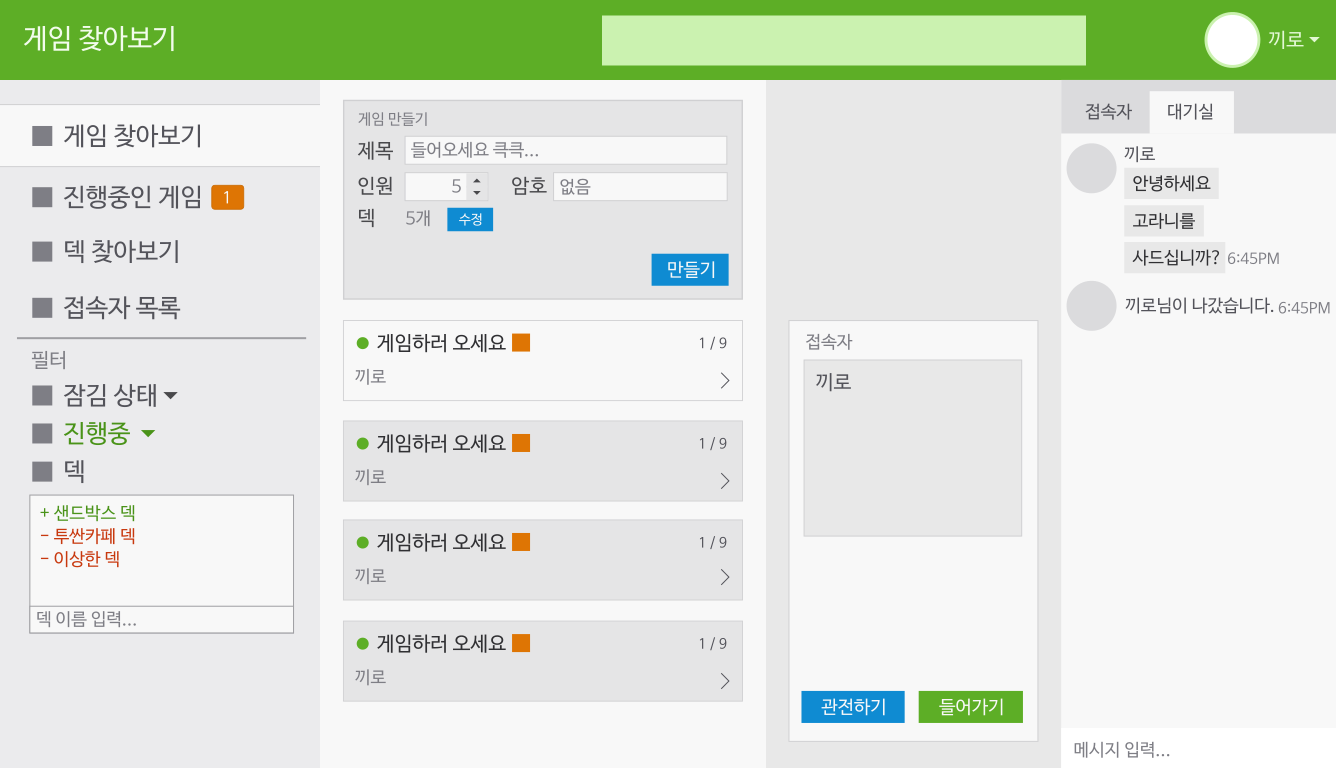 게임 찾아보기
끼로
게임 찾아보기
진행중인 게임 1
덱 찾아보기
접속자 목록
필터
잠김 상태
진행중
덱
+ 샌드박스 덱
- 투싼카페 덱
- 이상한 덱
덱 이름 입력...
게임 만들기
제목 들어오세요 큭큭...
인원 5 암호 없음
덱 5개 수정
만들기
게임하러 오세요 1 / 9
끼로
게임하러 오세요 1 / 9
끼로
게임하러 오세요 1 / 9
끼로
게임하러 오세요 1 / 9
끼로
접속자
끼로
관전하기 들어가기
접속자 대기실
끼로
안녕하세요
고라니를
사드십니까? 6:45PM
끼로님이 나갔습니다. 6:45PM
메시지 입력...